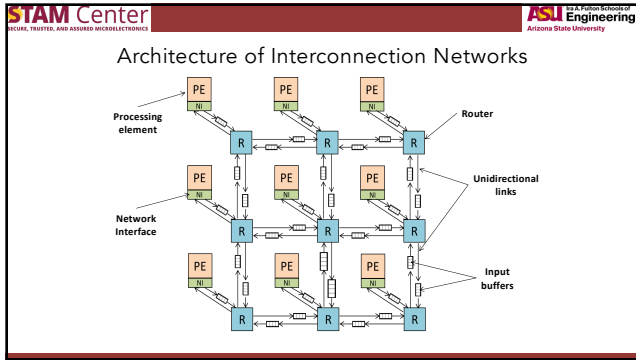 STAM Center
SECURE, TRUSTED, AND ASSURED MICROELECTRONICS
ASU Ira A. Fulton Schools of
Engineering
Arizona State University
Architecture of Interconnection Networks
PE PE PE
NI NI NI
Processing
element
Router
R R R
PE PE PE
NI NI NI
Unidirectional
links
Network
Interface
R R R
PE PE PE
NI NI NI
Input
buffers
R R R